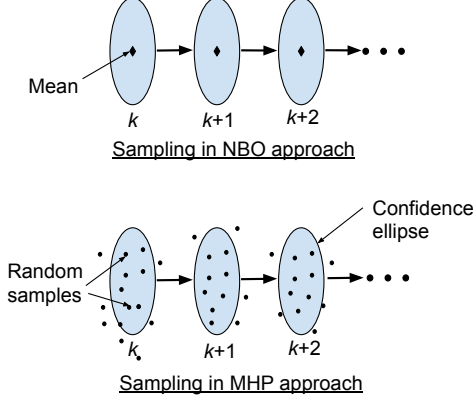 Mean
k
k+1
k+2
Sampling in NBO approach
Confidence
ellipse
Random
samples
k
k+1
k+2
Sampling in MHP approach